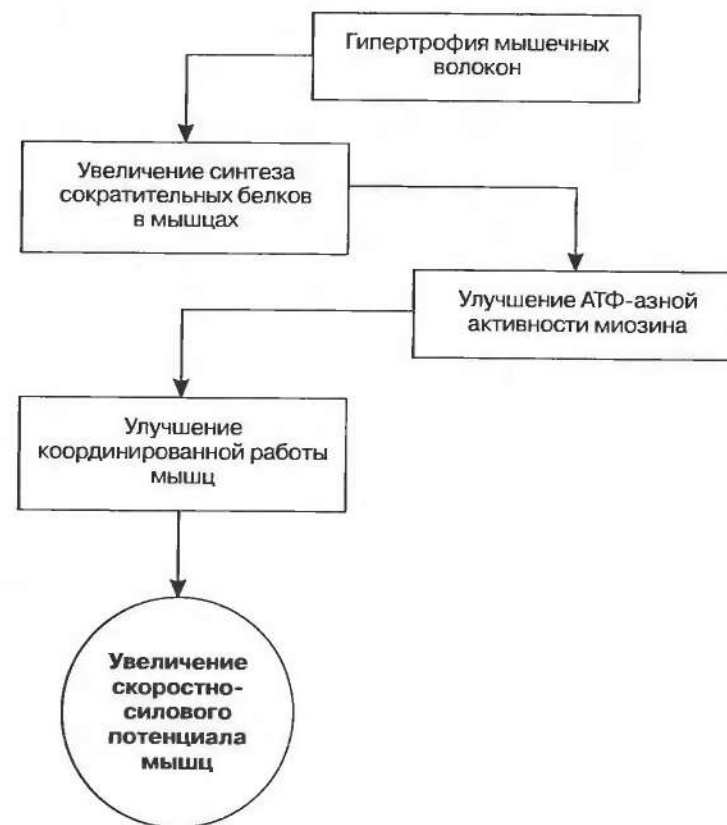 Гипертрофия мышечных
волокон
Увеличение синтеза
сократительных белков
в мышцах
Улучшение АТФ-азной
активности миозина
Улучшение
координированной работы
мышц
Увеличение
скоростно-
силового
потенциала
мышц